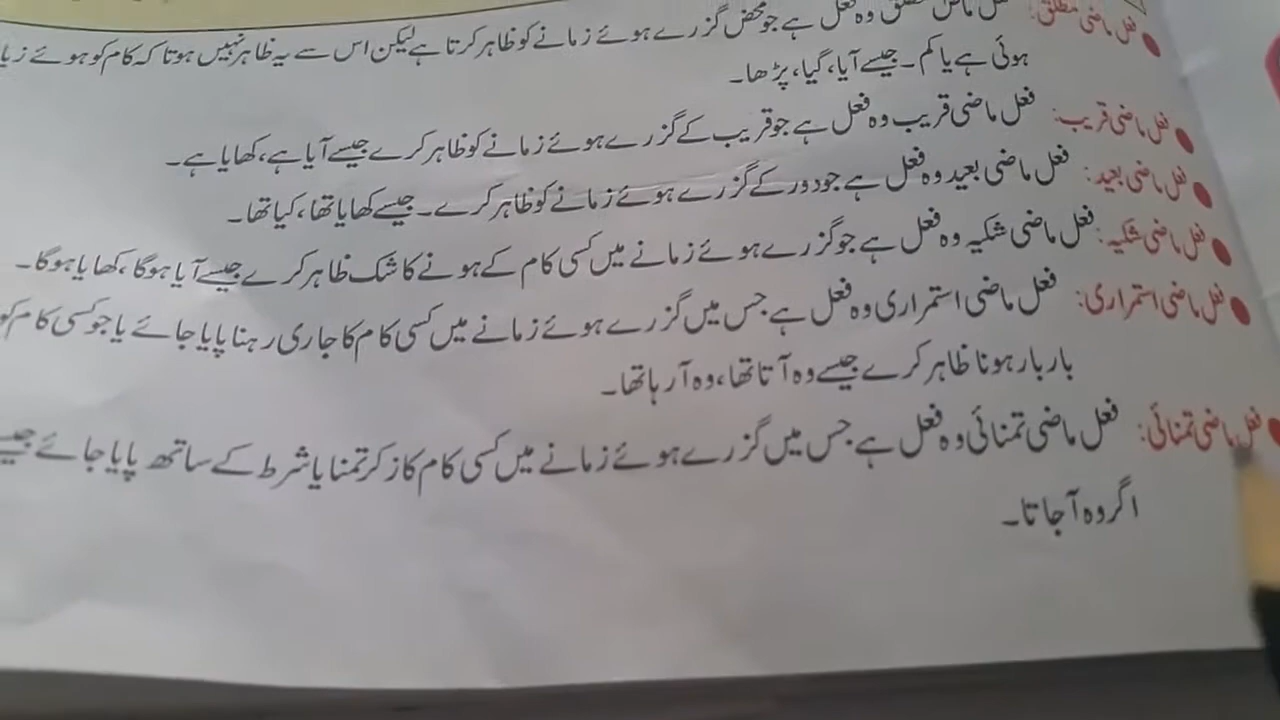 فعل ماضی مطلق: فعل ماضی مطلق وہ فعل ہے جو محض گزرے ہوئے زمانے کو ظاہر کرتا ہے لیکن اس سے یہ ظاہر نہیں ہوتا کہ کام کو ہوئے
ہوئی ہے یا کم۔ جیسے آیا، گیا، پڑھا۔
فعل ماضی قریب: فعل ماضی قریب وہ فعل ہے جو قریب کے گزرے ہوئے زمانے کو ظاہر کرے جیسے آیا ہے، کھایا ہے۔
فعل ماضی بعید: فعل ماضی بعید وہ فعل ہے جو دور کے گزرے ہوئے زمانے کو ظاہر کرے۔ جیسے کھایا تھا، کیا تھا۔
فعل ماضی شکیہ: فعل ماضی شکیہ وہ فعل ہے جو گزرے ہوئے زمانے میں کسی کام کے ہونے کا شک ظاہر کرے جیسے آیا ہوگا، کھایا ہوگا۔
فعل ماضی استمراری: فعل ماضی استمراری وہ فعل ہے جس میں گزرے ہوئے زمانے میں کسی کام کا جاری رہنا پایا جائے یا جو کسی کام کو
بار بار ہونا ظاہر کرے جیسے وہ آتا تھا، وہ آرہا تھا۔
فعل ماضی تمنائی: فعل ماضی تمنائی وہ فعل ہے جس میں گزرے ہوئے زمانے میں کسی کام کا زکر تمنا یا شرط کے ساتھ پایا جائے جیسے
اگر وہ آجاتا۔